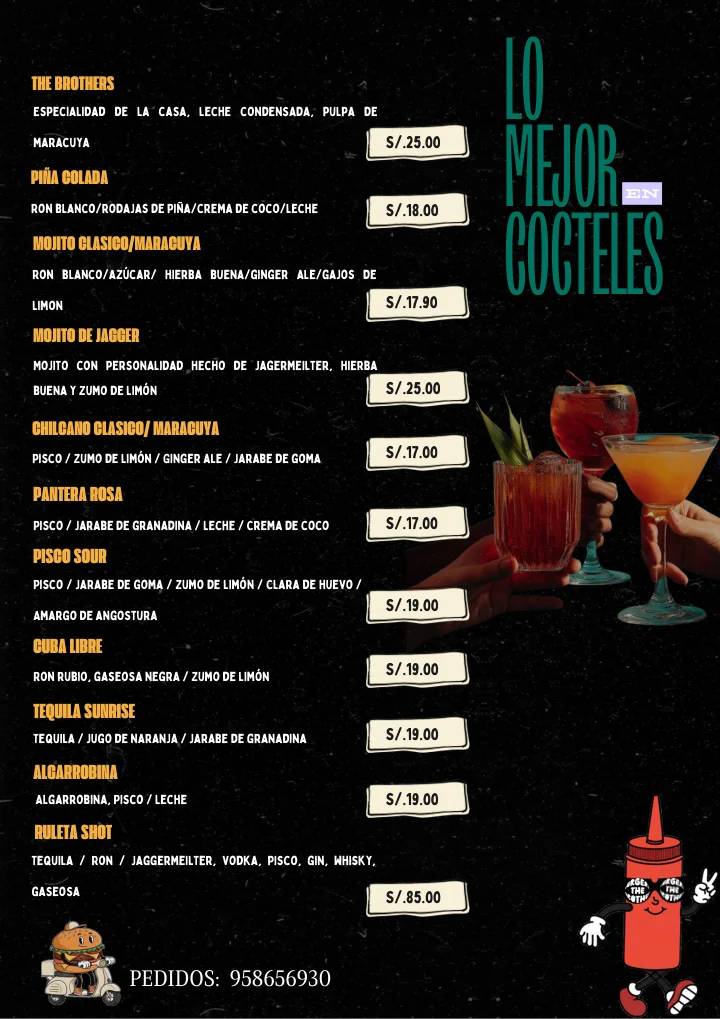 LO
MEJOR
EN
COCTELES
THE BROTHERS
ESPECIALIDAD DE LA CASA, LECHE CONDENSADA, PULPA DE
MARACUYA
S/.25.00
PIÑA COLADA
RON BLANCO/RODAJAS DE PIÑA/CREMA DE COCO/LECHE
S/.18.00
MOJITO CLASICO/MARACUYA
RON BLANCO/AZÚCAR/ HIERBA BUENA/GINGER ALE/GAJOS DE
LIMON
S/.17.90
MOJITO DE JAGGER
MOJITO CON PERSONALIDAD HECHO DE JAGERMEILTER, HIERBA
BUENA Y ZUMO DE LIMÓN
S/.25.00
CHILCANO CLASICO/ MARACUYA
PISCO / ZUMO DE LIMÓN / GINGER ALE / JARABE DE GOMA
S/.17.00
PANTERA ROSA
PISCO / JARABE DE GRANADINA / LECHE / CREMA DE COCO
S/.17.00
PISCO SOUR
PISCO / JARABE DE GOMA / ZUMO DE LIMÓN / CLARA DE HUEVO /
AMARGO DE ANGOSTURA
S/.19.00
CUBA LIBRE
RON RUBIO, GASEOSA NEGRA / ZUMO DE LIMÓN
S/.19.00
TEQUILA SUNRISE
TEQUILA / JUGO DE NARANJA / JARABE DE GRANADINA
S/.19.00
ALGARROBINA
ALGARROBINA, PISCO / LECHE
S/.19.00
RULETA SHOT
TEQUILA / RON / JAGGERMEILTER, VODKA, PISCO, GIN, WHISKY,
GASEOSA
S/.85.00
PEDIDOS: 958656930